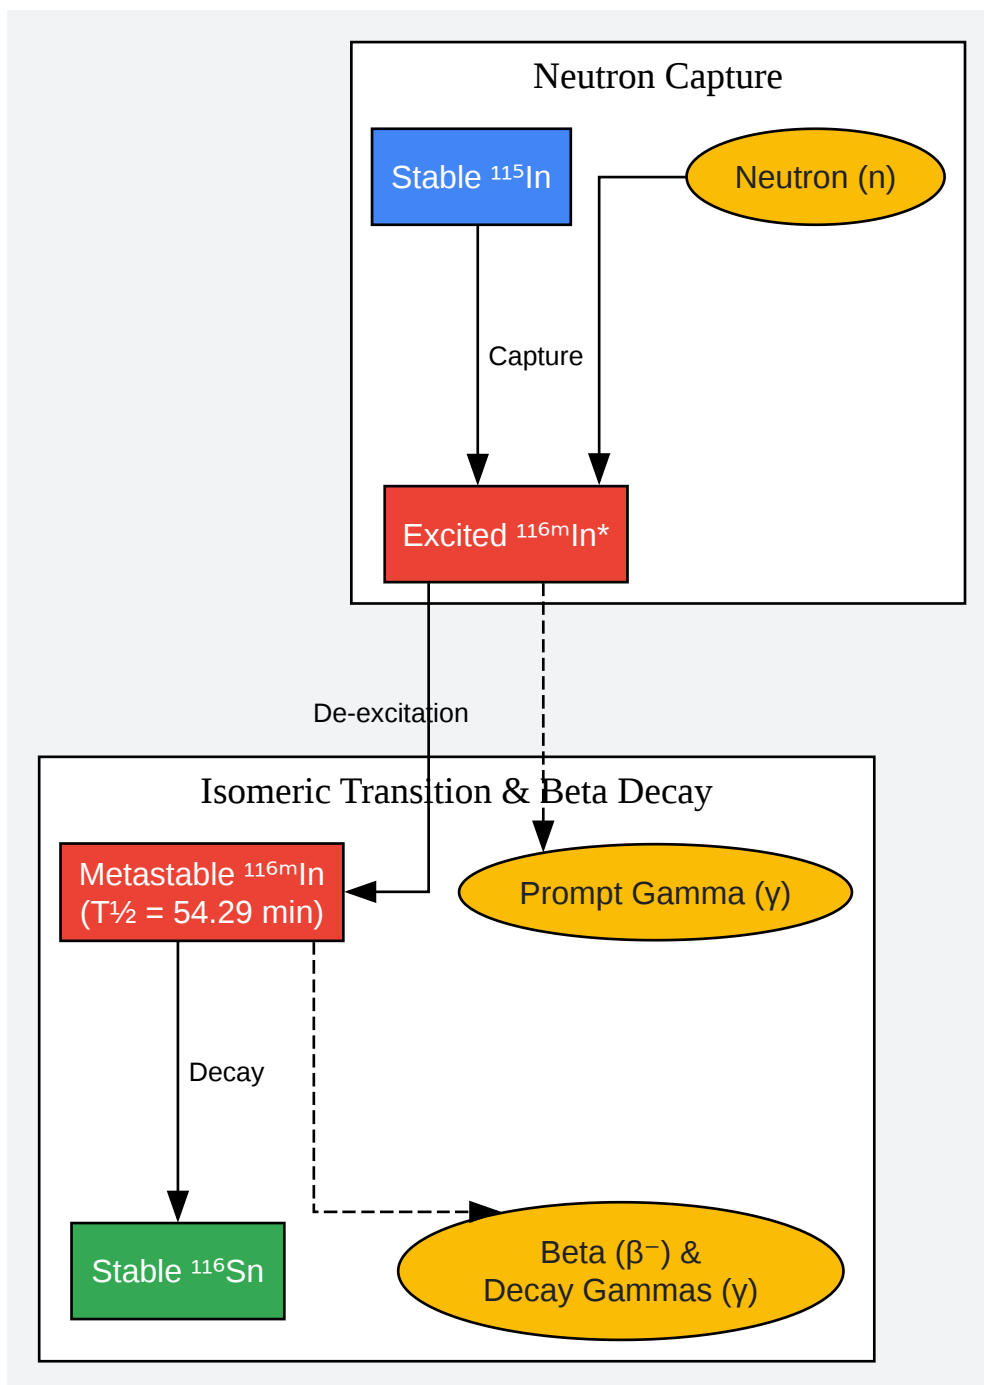 Neutron Capture
Stable ¹¹⁵In
Neutron (n)
Capture
Excited ¹¹⁶ᵐIn*
De-excitation
Isomeric Transition & Beta Decay
Metastable ¹¹⁶ᵐIn
(T½ = 54.29 min)
Prompt Gamma (γ)
Decay
Stable ¹¹⁶Sn
Beta (β⁻) &
Decay Gammas (γ)